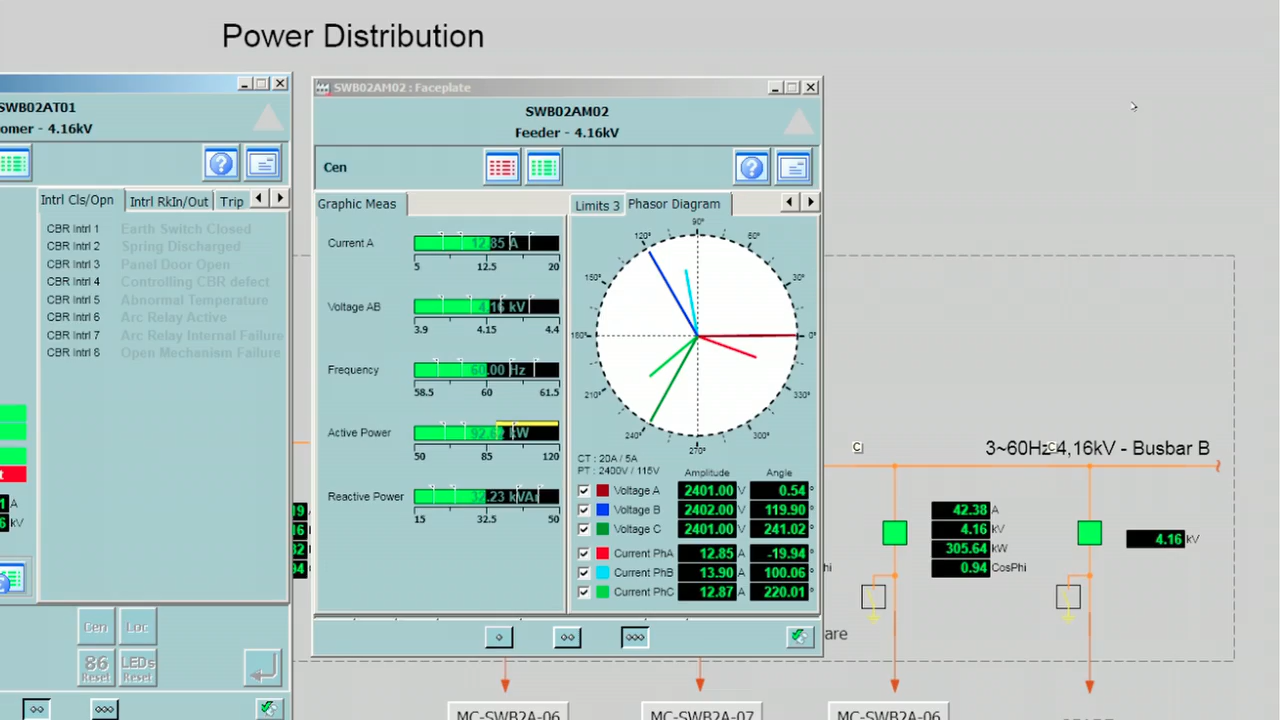 Power Distribution
SWB02AT01
omer - 4.16kV
Intrl Cls/Opn
Intrl RkIn/Out
Trip
CBR Intrl 1 Earth Switch Closed
CBR Intrl 2 Spring Discharged
CBR Intrl 3 Panel Door Open
CBR Intrl 4 Controlling CBR defect
CBR Intrl 5 Abnormal Temperature
CBR Intrl 6 Arc Relay Active
CBR Intrl 7 Arc Relay Internal Failure
CBR Intrl 8 Open Mechanism Failure
A
kV
Cen
Loc
86
Reset
LEDs
Reset
SWB02AM02 : Faceplate
SWB02AM02
Feeder - 4.16kV
Cen
Graphic Meas
Current A
12.85 A
5 12.5 20
Voltage AB
4.16 kV
3.9 4.15 4.4
Frequency
60.00 Hz
58.5 60 61.5
Active Power
kW
50 85 120
Reactive Power
.23 kVAr
15 32.5 50
Limits 3
Phasor Diagram
90°
120°
60°
150°
30°
180°
0°
210°
330°
240°
300°
270°
CT : 20A / 5A
PT : 2400V / 115V
Amplitude Angle
Voltage A 2401.00 V 0.54 °
Voltage B 2402.00 V 119.90 °
Voltage C 2401.00 V 241.02 °
Current PhA 12.85 A -19.94 °
Current PhB 13.90 A 100.06 °
Current PhC 12.87 A 220.01 °
C
C
3~60Hz-4,16kV - Busbar B
42.38 A
4.16 kV
305.64 kW
0.94 CosPhi
4.16 kV
hi
are
MC-SWB2A-06
MC-SWB2A-07
MC-SWB2A-06